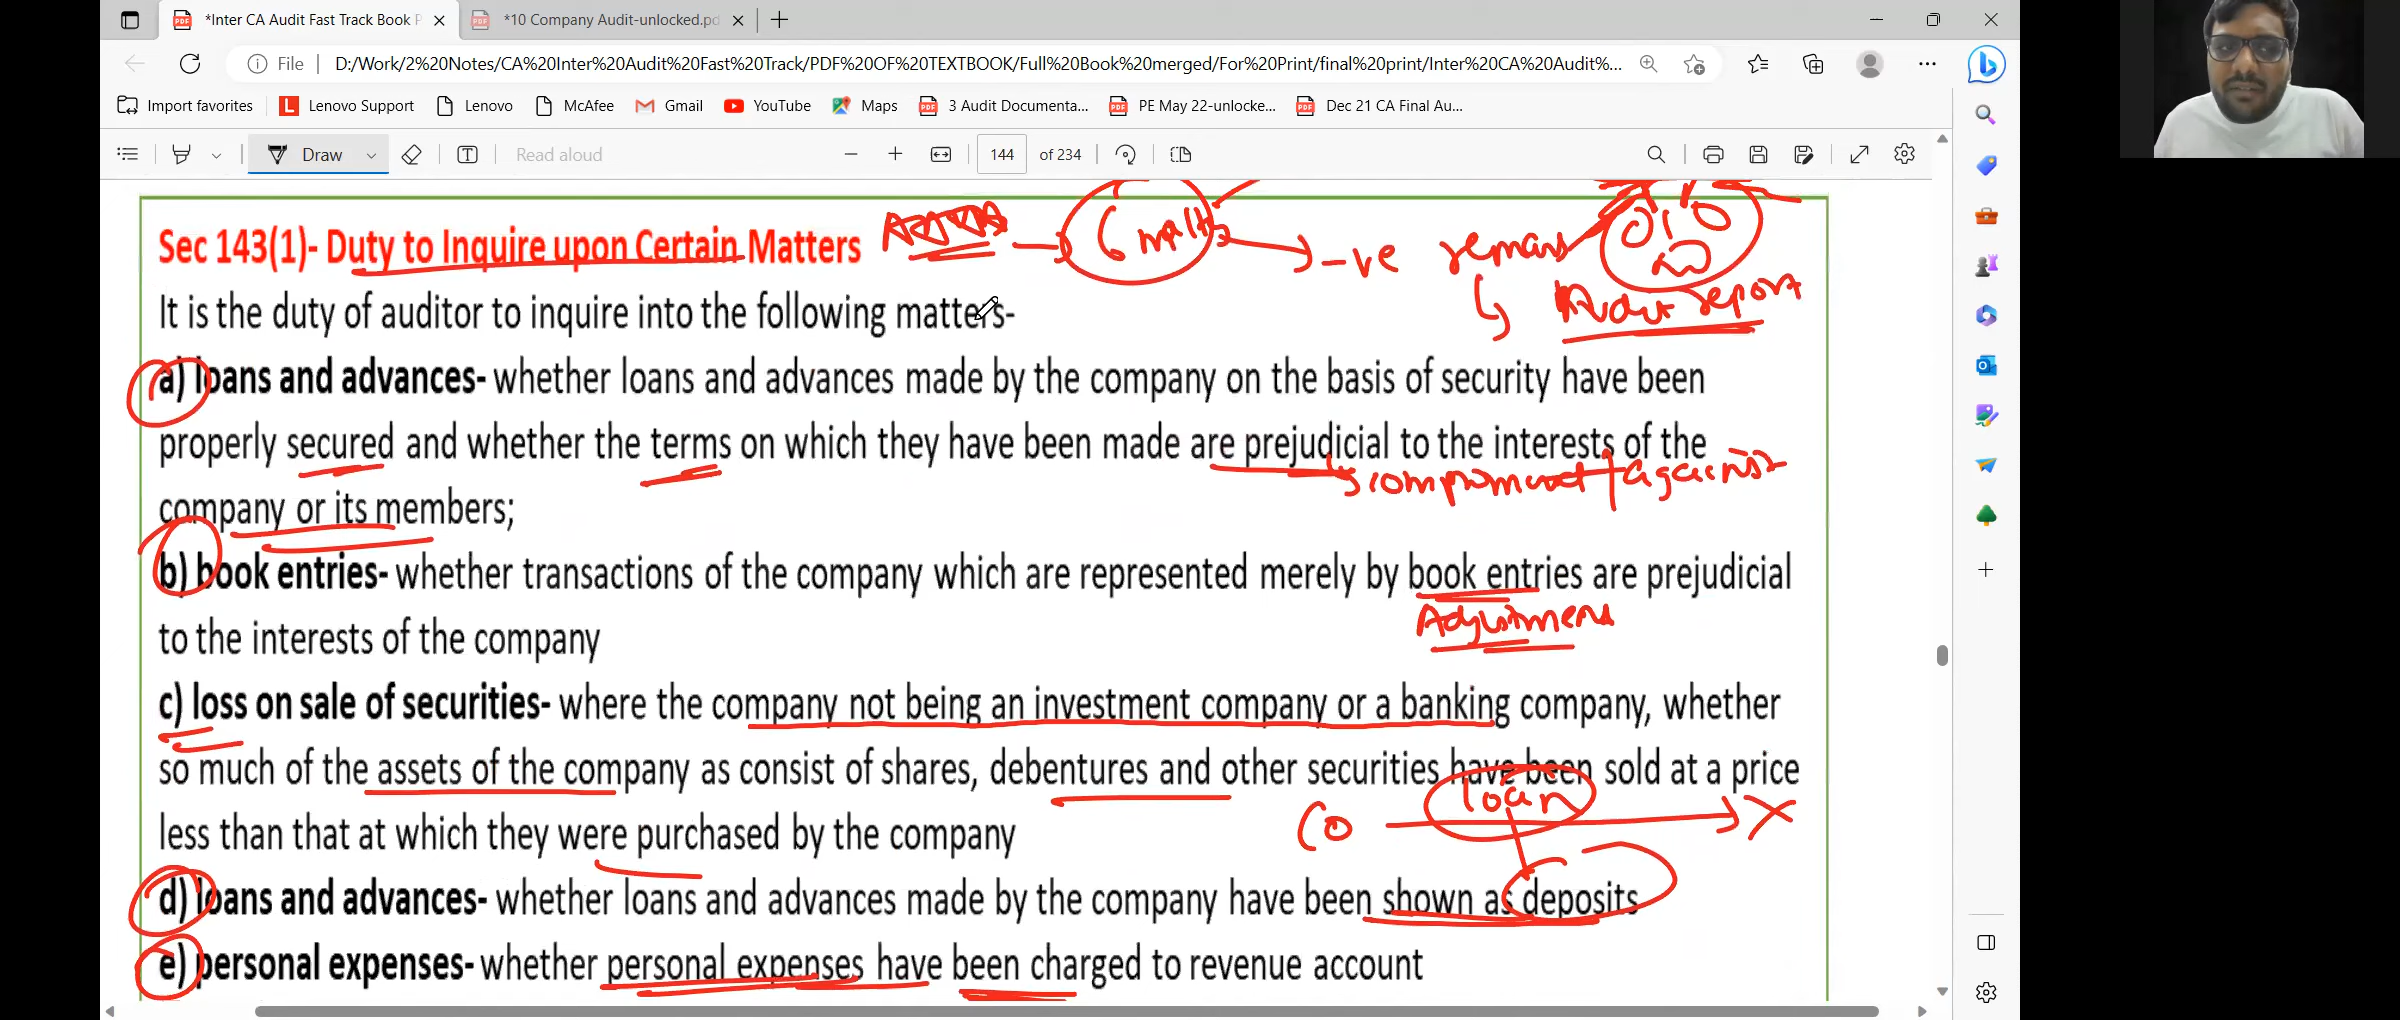 *Inter CA Audit Fast Track Book P
*10 Company Audit-unlocked.pd
File | D:/Work/2%20Notes/CA%20Inter%20Audit%20Fast%20Track/PDF%20OF%20TEXTBOOK/Full%20Book%20merged/For%20Print/final%20print/Inter%20CA%20Audit%...
Import favorites Lenovo Support Lenovo McAfee Gmail YouTube Maps 3 Audit Documenta... PE May 22-unlocke... Dec 21 CA Final Au...
Draw Read aloud 144 of 234
Sec 143(1)- Duty to Inquire upon Certain Matters
6 -ve
Audit report
It is the duty of auditor to inquire into the following matters-
a) loans and advances- whether loans and advances made by the company on the basis of security have been
properly secured and whether the terms on which they have been made are prejudicial to the interests of the
against
company or its members;
b) book entries- whether transactions of the company which are represented merely by book entries are prejudicial
Adjustment
to the interests of the company
c) loss on sale of securities- where the company not being an investment company or a banking company, whether
so much of the assets of the company as consist of shares, debentures and other securities have been sold at a price
Co loan X
less than that at which they were purchased by the company
d) loans and advances- whether loans and advances made by the company have been shown as deposits
e) personal expenses- whether personal expenses have been charged to revenue account